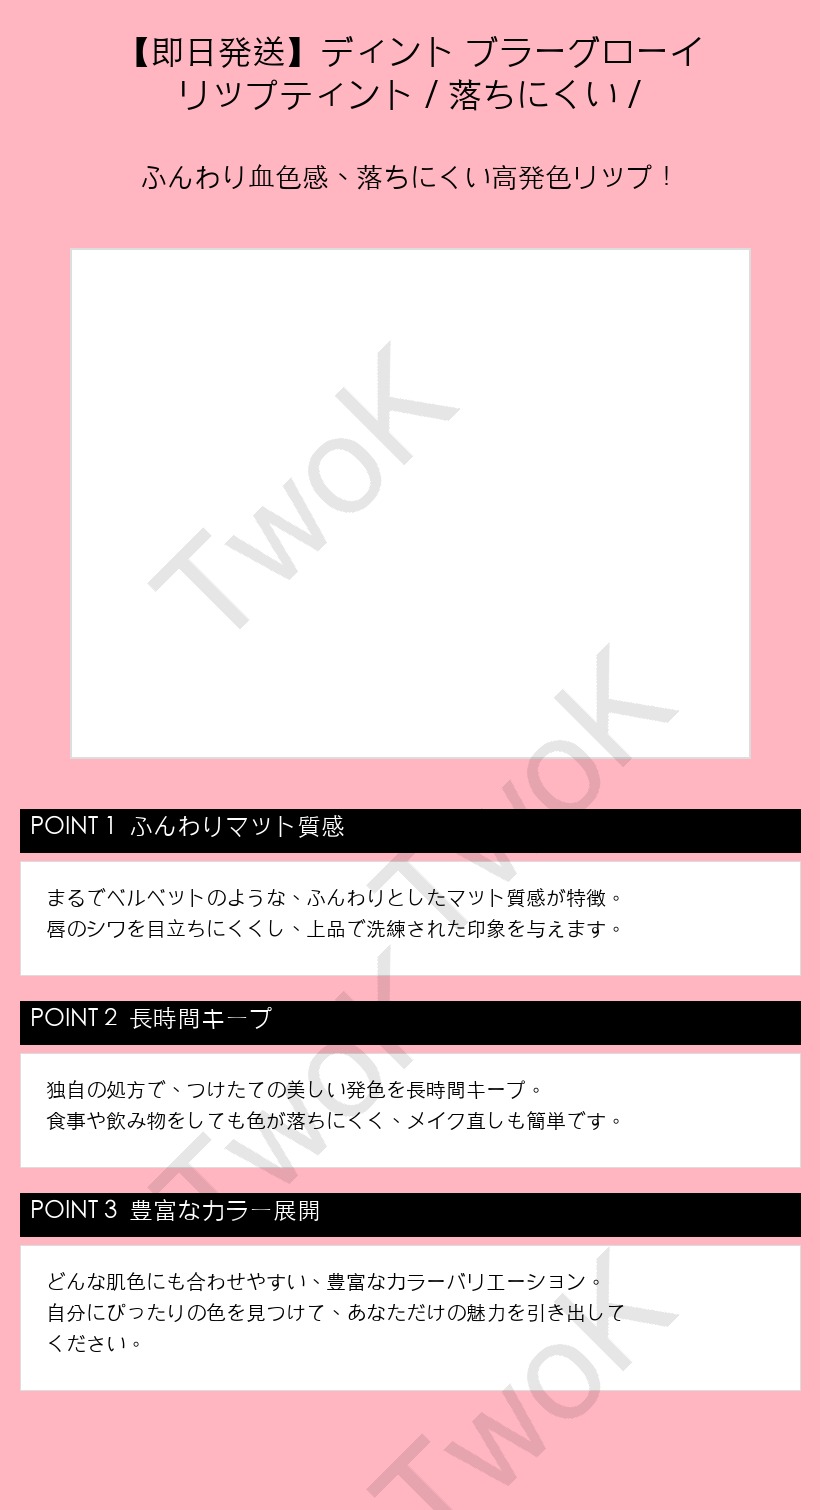 【即日発送】ディント ブラーグローイ
リップティント / 落ちにくい /
ふんわり血色感、落ちにくい高発色リップ！
TwoK
TwoK
POINT 1 ふんわりマット質感
まるでベルベットのような、ふんわりとしたマット質感が特徴。
唇のシワを目立ちにくくし、上品で洗練された印象を与えます。
TwoK
POINT 2 長時間キープ
独自の処方で、つけたての美しい発色を長時間キープ。
食事や飲み物をしても色が落ちにくく、メイク直しも簡単です。
POINT 3 豊富なカラー展開
どんな肌色にも合わせやすい、豊富なカラーバリエーション。
自分にぴったりの色を見つけて、あなただけの魅力を引き出して
ください。
TwoK